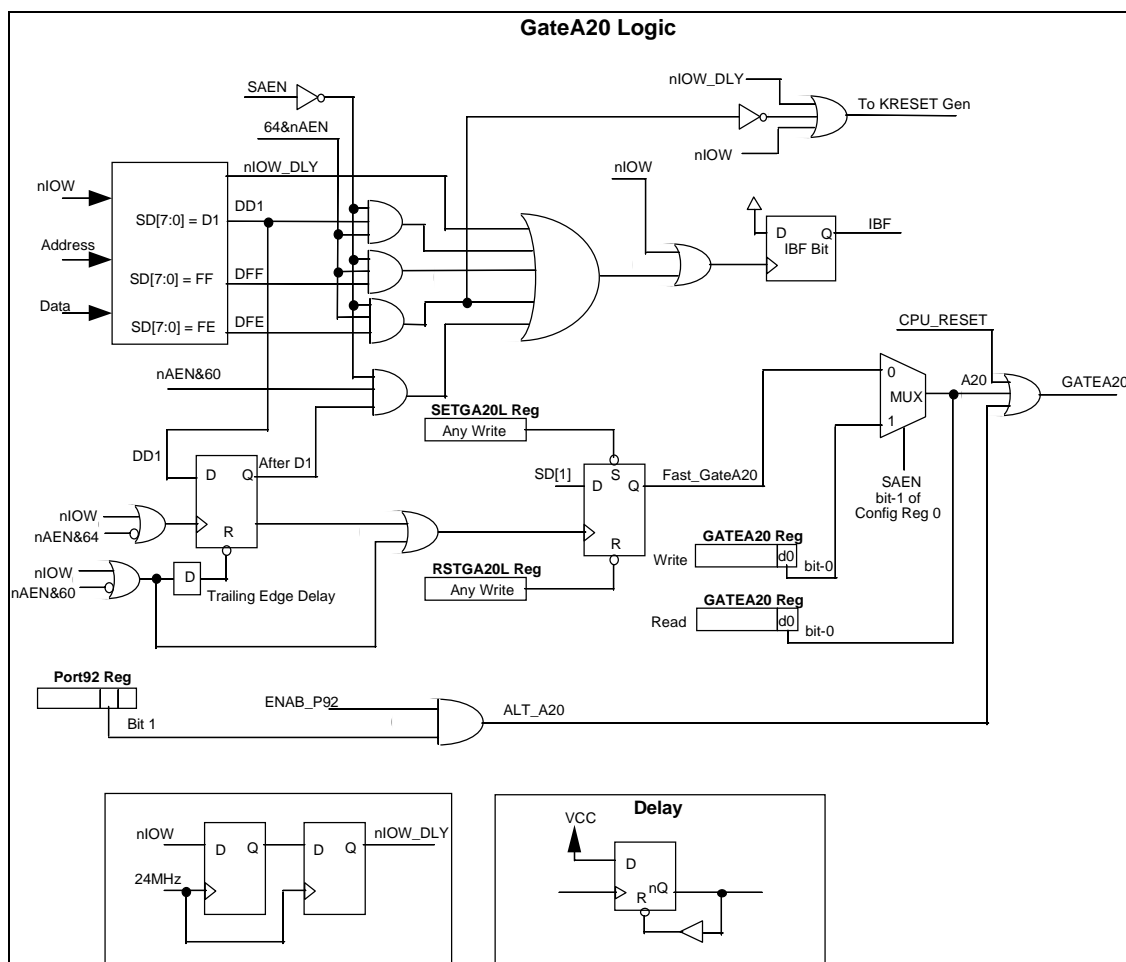 GateA20 Logic
SAEN
nIOW_DLY
To KRESET Gen
64&nAEN
nIOW
nIOW_DLY
nIOW
nIOW
DD1
SD[7:0] = D1
Address
D Q
IBF
IBF Bit
SD[7:0] = FF
DFF
Data
SD[7:0] = FE
DFE
CPU_RESET
nAEN&60
0
MUX
1
A20
GATEA20
SETGA20L Reg
Any Write
DD1
After D1
D Q
R
SD[1]
S
D Q
R
Fast_GateA20
SAEN
bit-1 of
Config Reg 0
nIOW
nAEN&64
nIOW
nAEN&60
D
Trailing Edge Delay
RSTGA20L Reg
Any Write
GATEA20 Reg
Write
d0
bit-0
GATEA20 Reg
Read
d0
bit-0
Port92 Reg
Bit 1
ENAB_P92
ALT_A20
nIOW
D Q
D Q
nIOW_DLY
24MHz
Delay
VCC
D
nQ
R